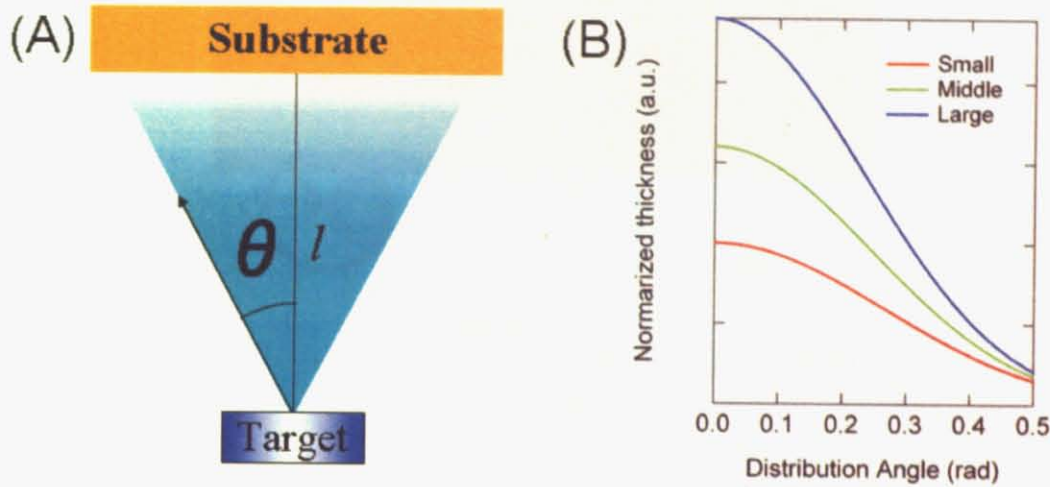 (A)
Substrate
θ
l
Target
(B)
Normarized thickness (a.u.)
Small
Middle
Large
0.0 0.1 0.2 0.3 0.4 0.5
Distribution Angle (rad)